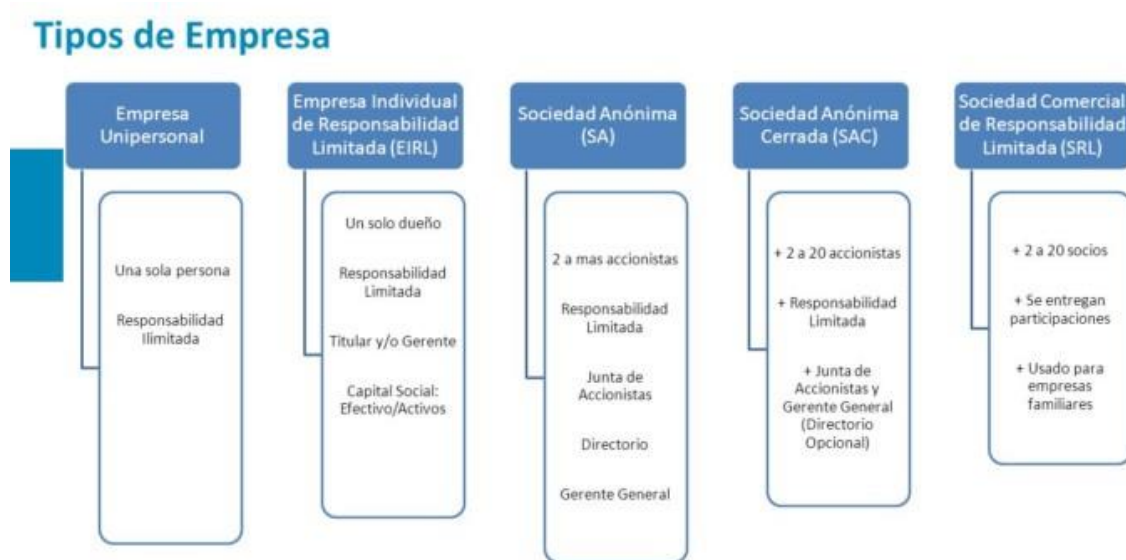 Tipos de Empresa
Empresa
Unipersonal
Una sola persona
Responsabilidad
Ilimitada
Empresa Individual
de Responsabilidad
Limitada (EIRL)
Un solo dueño
Responsabilidad
Limitada
Titular y/o Gerente
Capital Social:
Efectivo/Activos
Sociedad Anónima
(SA)
2 a mas accionistas
Responsabilidad
Limitada
Junta de
Accionistas
Directorio
Gerente General
Sociedad Anónima
Cerrada (SAC)
+ 2 a 20 accionistas
+ Responsabilidad
Limitada
+ Junta de
Accionistas y
Gerente General
(Directorio
Opcional)
Sociedad Comercial
de Responsabilidad
Limitada (SRL)
+ 2 a 20 socios
+ Se entregan
participaciones
+ Usado para
empresas
familiares